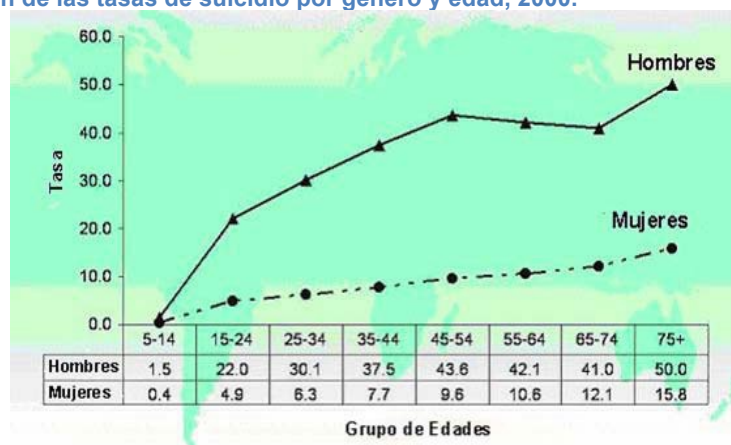 n de las tasas de suicidio por género y edad, 2000.
60.0
50.0
40.0
30.0
20.0
10.0
0.0
Tasa
Hombres
Mujeres
5-14 15-24 25-34 35-44 45-54 55-64 65-74 75+
Hombres 1.5 22.0 30.1 37.5 43.6 42.1 41.0 50.0
Mujeres 0.4 4.9 6.3 7.7 9.6 10.6 12.1 15.8
Grupo de Edades